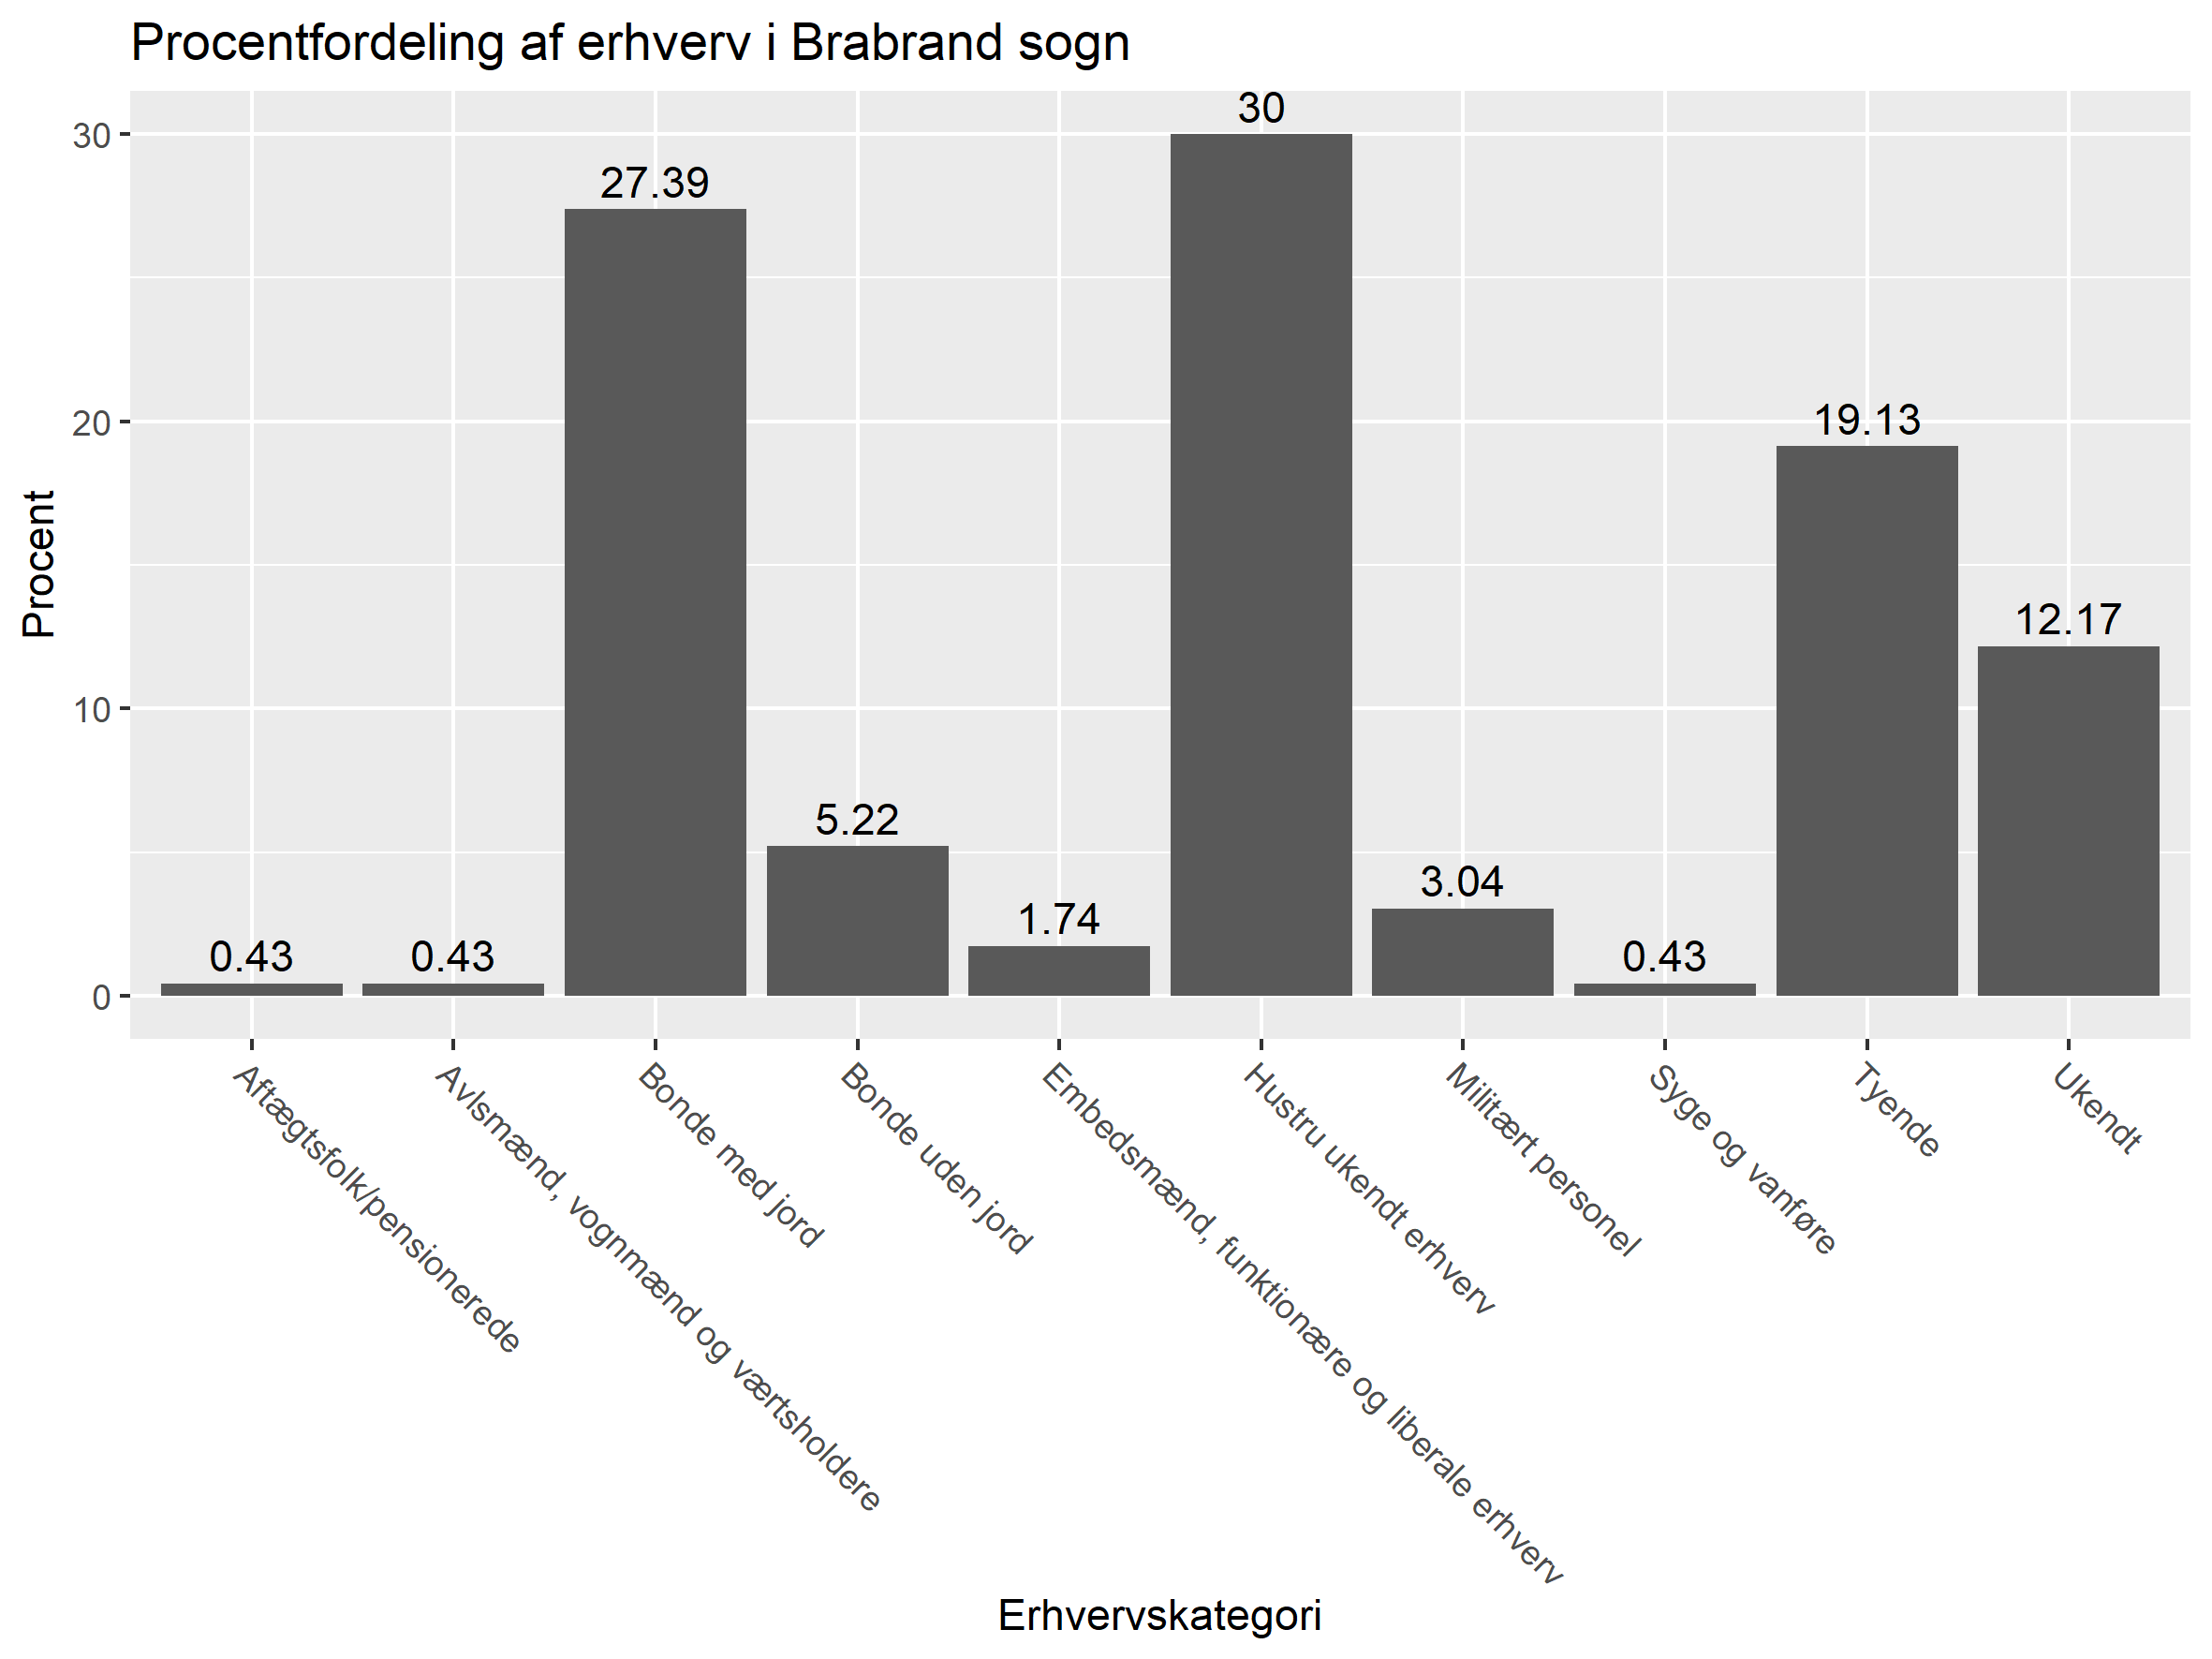 Procentfordeling af erhverv i Brabrand sogn
Procent
30
20
10
0
0.43
0.43
27.39
5.22
1.74
30
3.04
0.43
19.13
12.17
Aftægtsfolk/pensionerede
Avlsmænd, vognmænd og værtsholdere
Bonde med jord
Bonde uden jord
Embedsmænd, funktionære og liberale erhverv
Hustru ukendt erhverv
Militært personel
Syge og vanføre
Tyende
Ukendt
Erhvervskategori